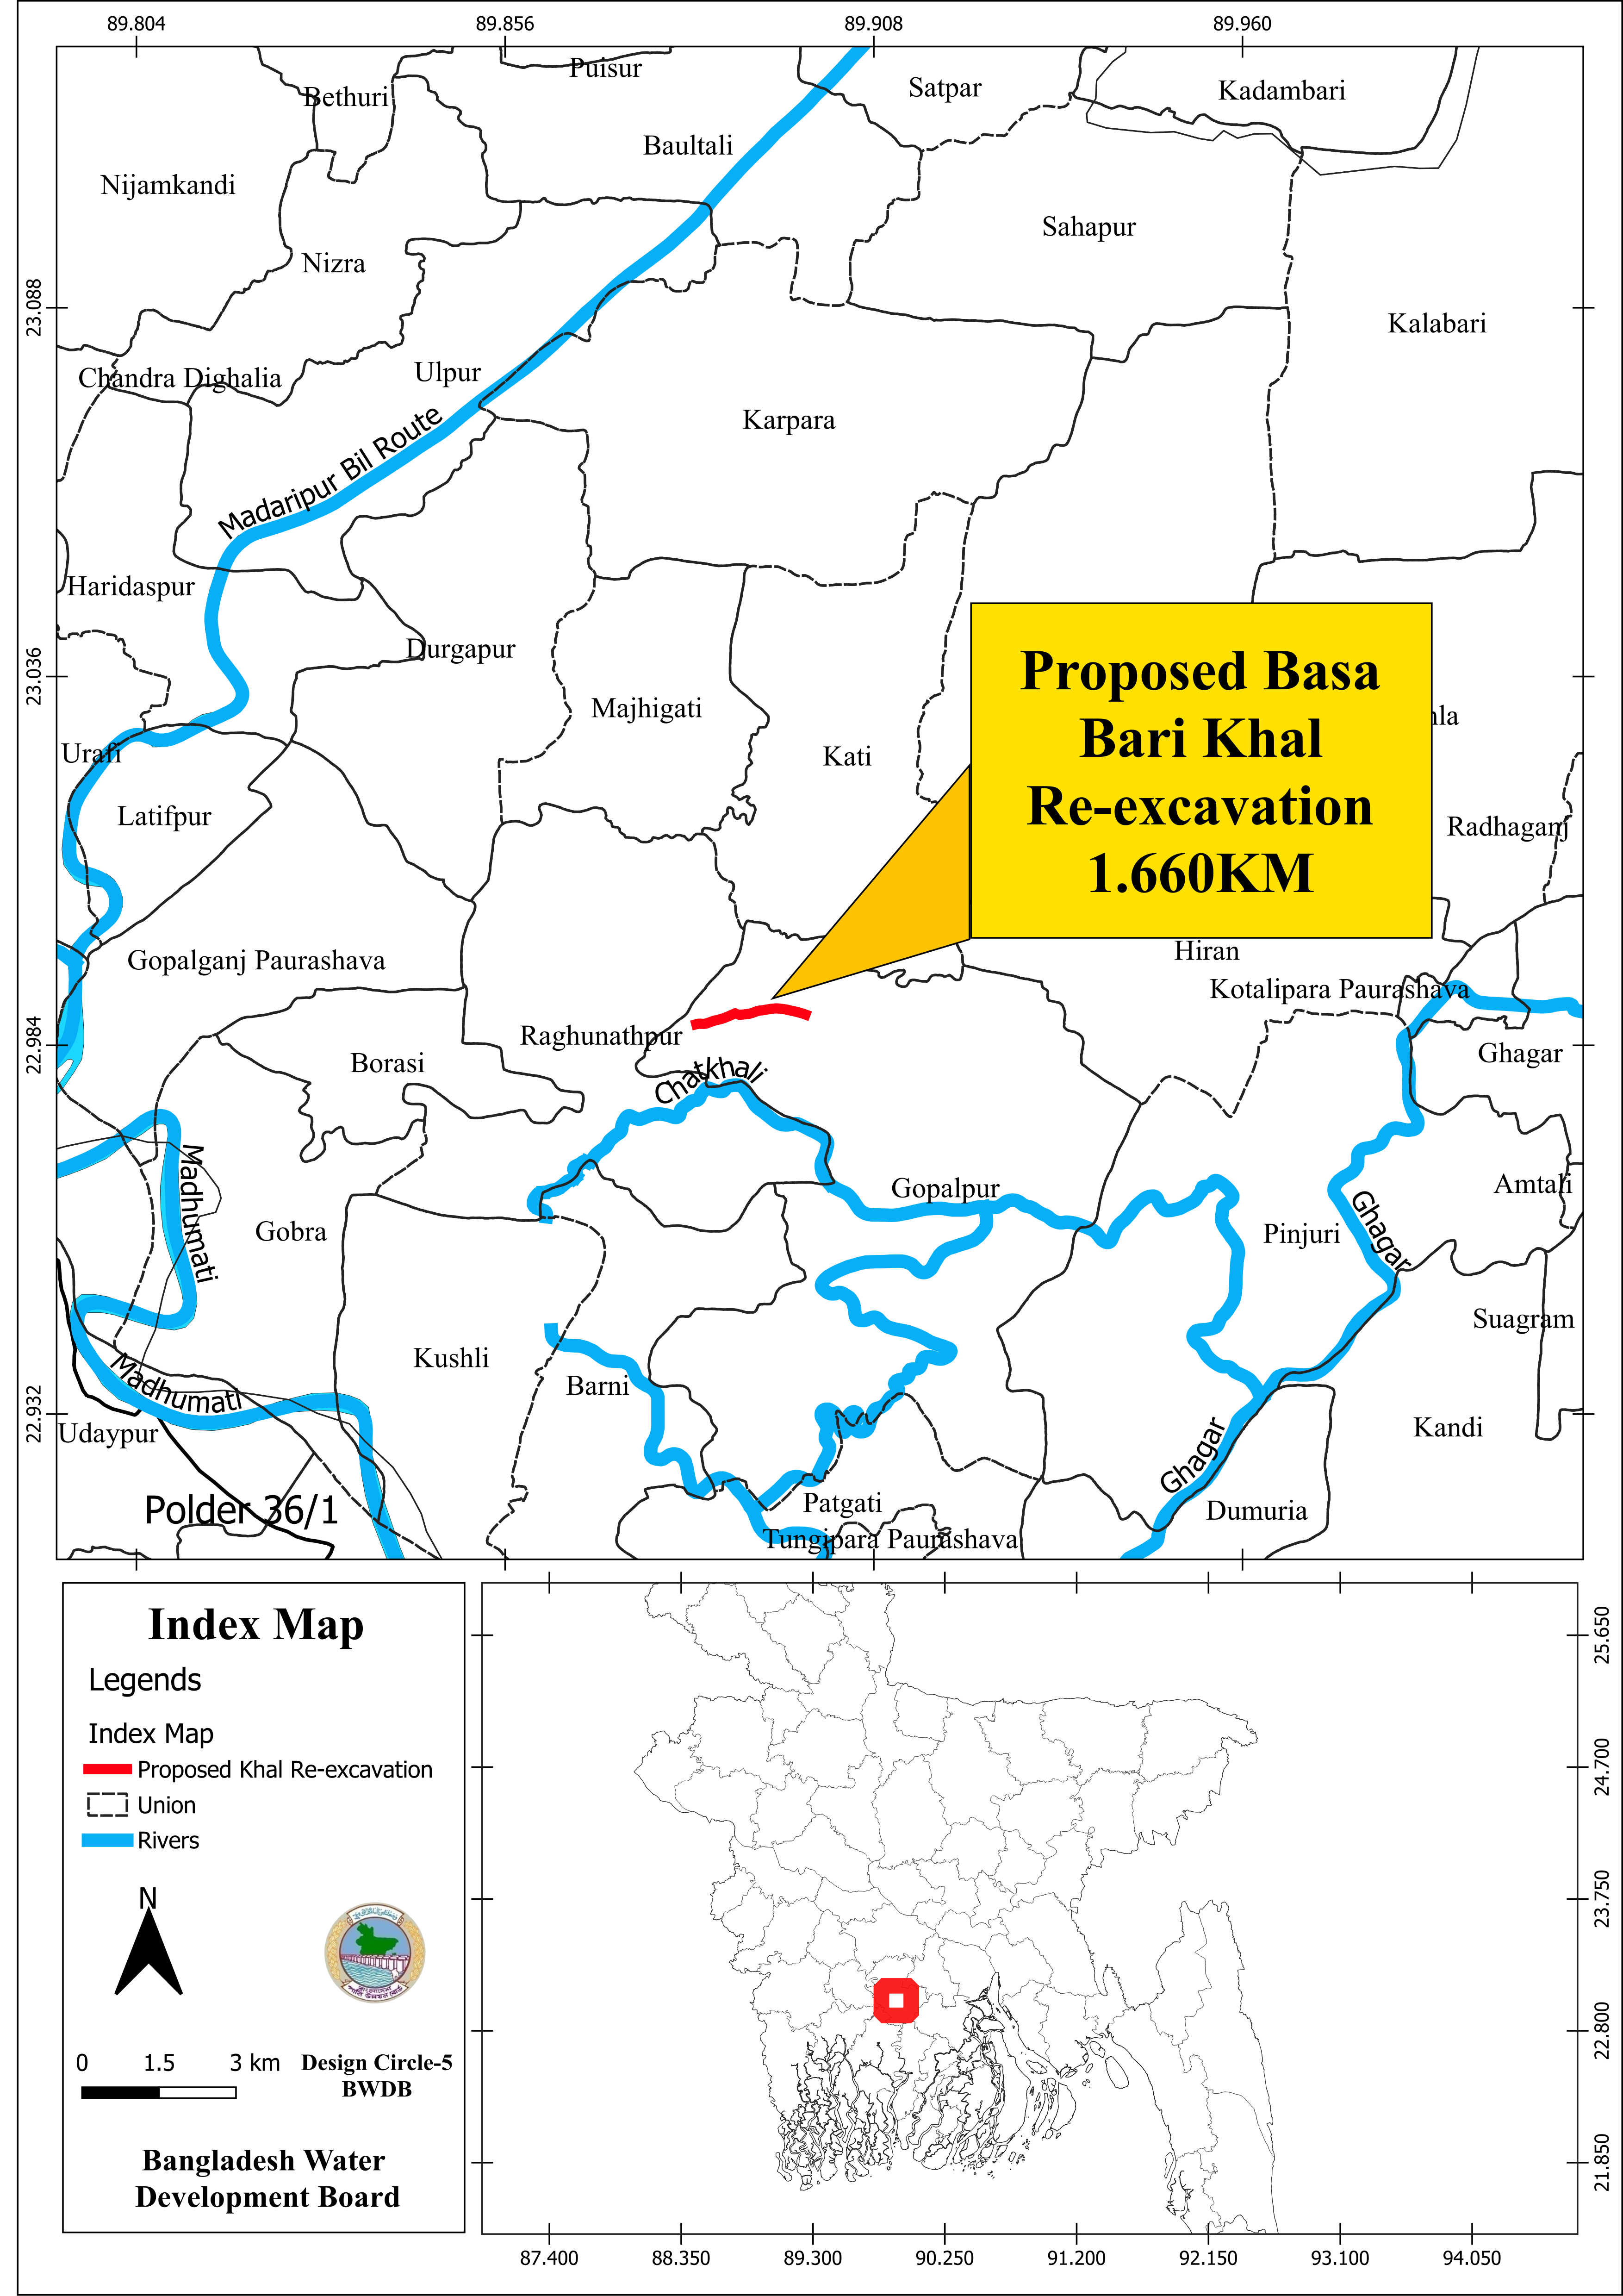 89.804 89.856 89.908 89.960
Puisur
Bethuri
Satpar
Kadambari
Baultali
Nijamkandi
Sahapur
Nizra
23.088
Kalabari
Chandra Dighalia
Ulpur
Karpara
Madaripur Bil Route
Haridaspur
23.036
Durgapur
Majhigati
Proposed Basa
Bari Khal
Re-excavation
1.660KM
Urafi
Kati
Latifpur
Radhaganj
Gopalganj Paurashava
Hiran
Kotalipara Paurashava
22.984
Raghunathpur
Borasi
Ghagar
Chatkhali
Madhumati
Gopalpur
Amtali
Gobra
Pinjuri
Ghagar
Suagram
Kushli
Barni
Madhumati
22.932
Udaypur
Kandi
Ghagar
Polder 36/1
Patgati
Dumuria
Tungipara Paurashava
Index Map
Legends
Index Map
Proposed Khal Re-excavation
Union
Rivers
N
0 1.5 3 km
Design Circle-5
BWDB
Bangladesh Water
Development Board
25.650
24.700
23.750
22.800
21.850
87.400 88.350 89.300 90.250 91.200 92.150 93.100 94.050